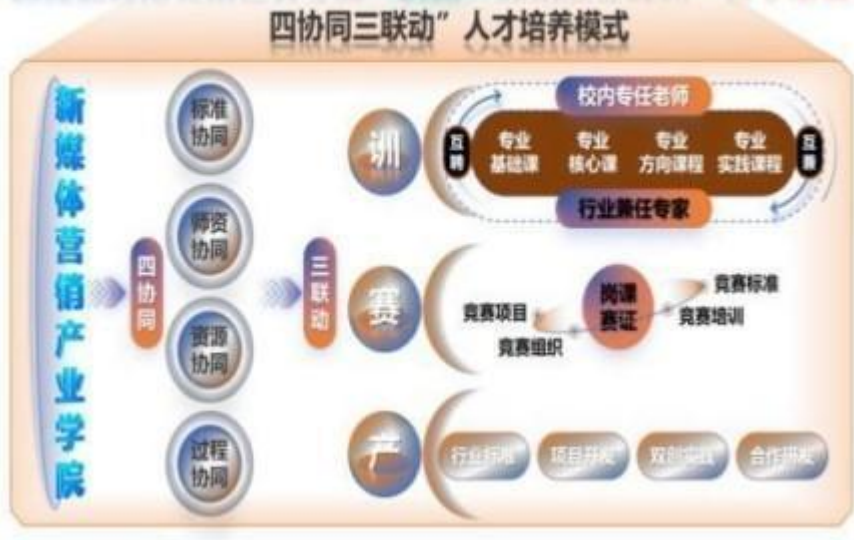 四协同三联动”人才培养模式
新媒体营销产业学院
四协同
标准
协同
师资
协同
资源
协同
过程
协同
三联动
训
校内专任老师
互聘
专业
基础课
专业
核心课
专业
方向课程
专业
实践课程
互兼
行业兼任专家
赛
岗课
赛证
竞赛项目
竞赛组织
竞赛标准
竞赛培训
产
行业标准
项目开发
双创实践
合作研发